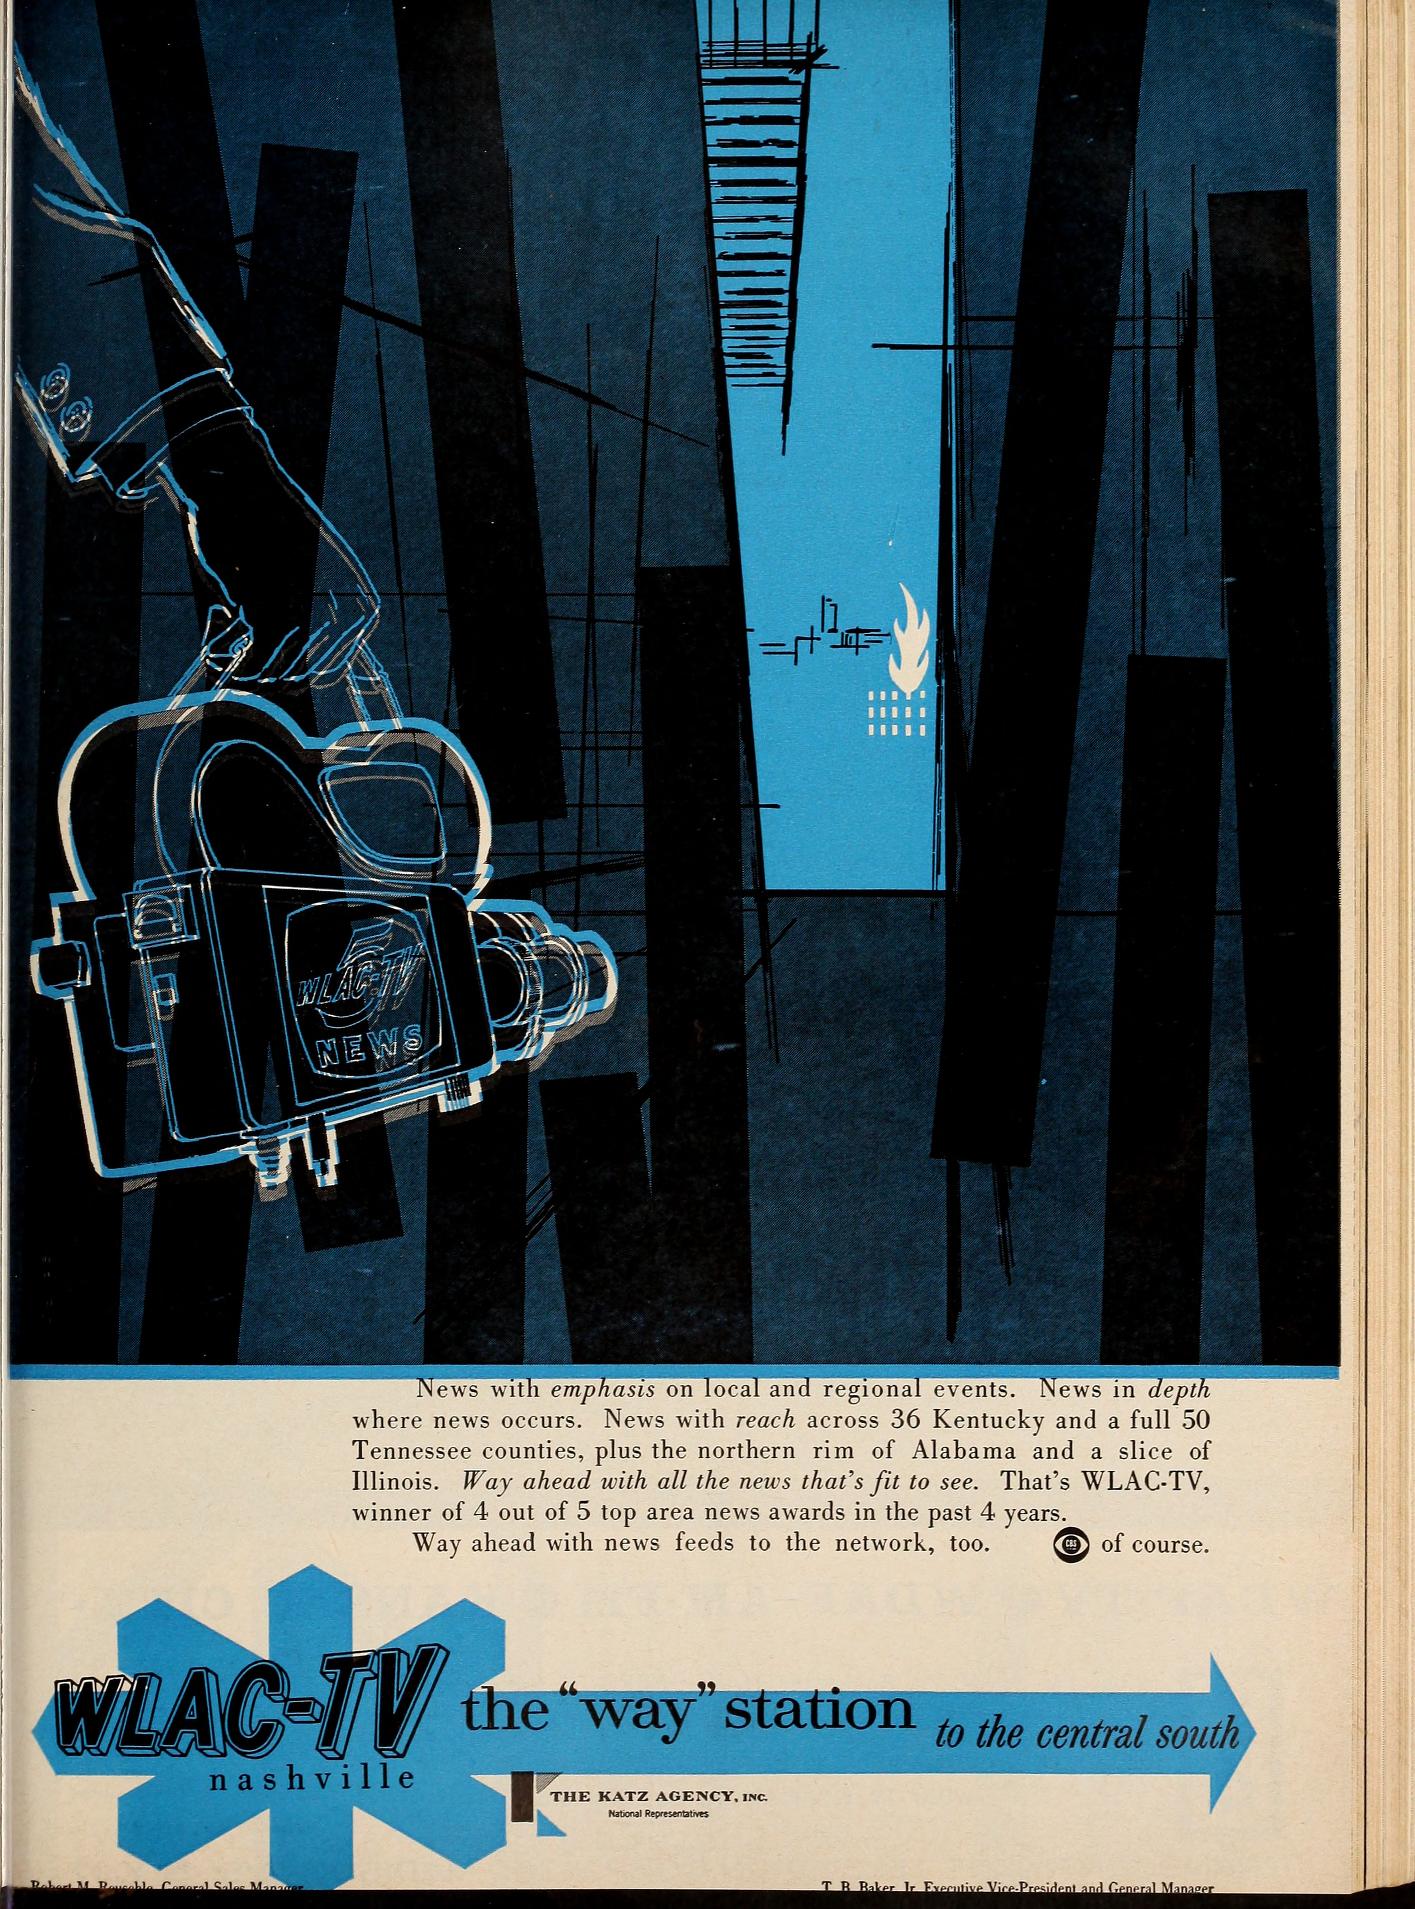 5
WLAC-TV
NEWS
News with emphasis on local and regional events. News in depth
where news occurs. News with reach across 36 Kentucky and a full 50
Tennessee counties, plus the northern rim of Alabama and a slice of
Illinois. Way ahead with all the news that's fit to see. That's WLAC-TV,
winner of 4 out of 5 top area news awards in the past 4 years.
Way ahead with news feeds to the network, too. CBS of course.
WLAC-TV
nashville
the "way" station to the central south
THE KATZ AGENCY, INC.
National Representatives
Robert M. Reuschle, General Sales Manager
T. B. Baker, Jr. Executive Vice-President and General Manager